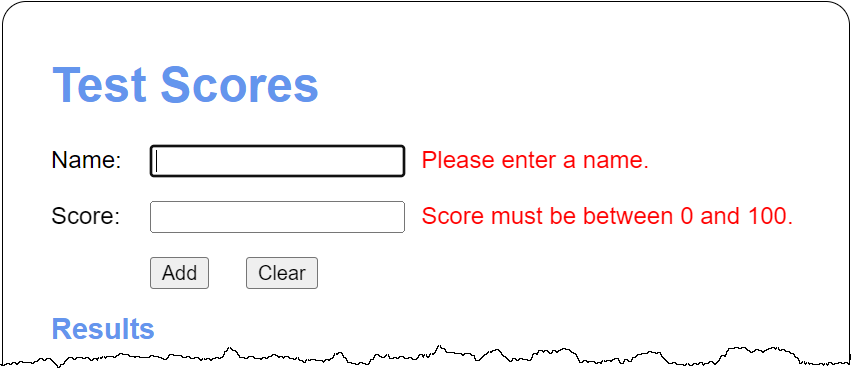 Test Scores
Name: Please enter a name.
Score: Score must be between 0 and 100.
Add Clear
Results